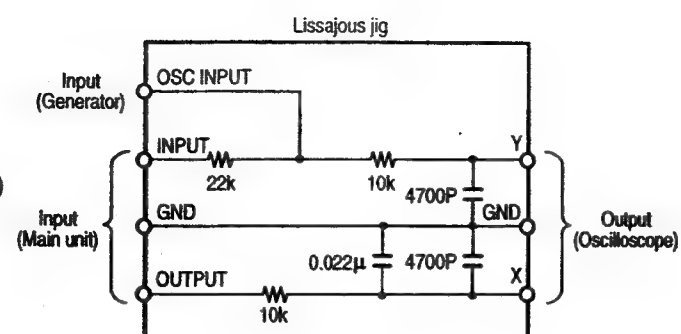 Lissajous jig
Input
(Generator)
OSC INPUT
INPUT
22k
10k
Y
4700P
Input
(Main unit)
GND
GND
Output
(Oscilloscope)
0.022µ
4700P
OUTPUT
10k
X